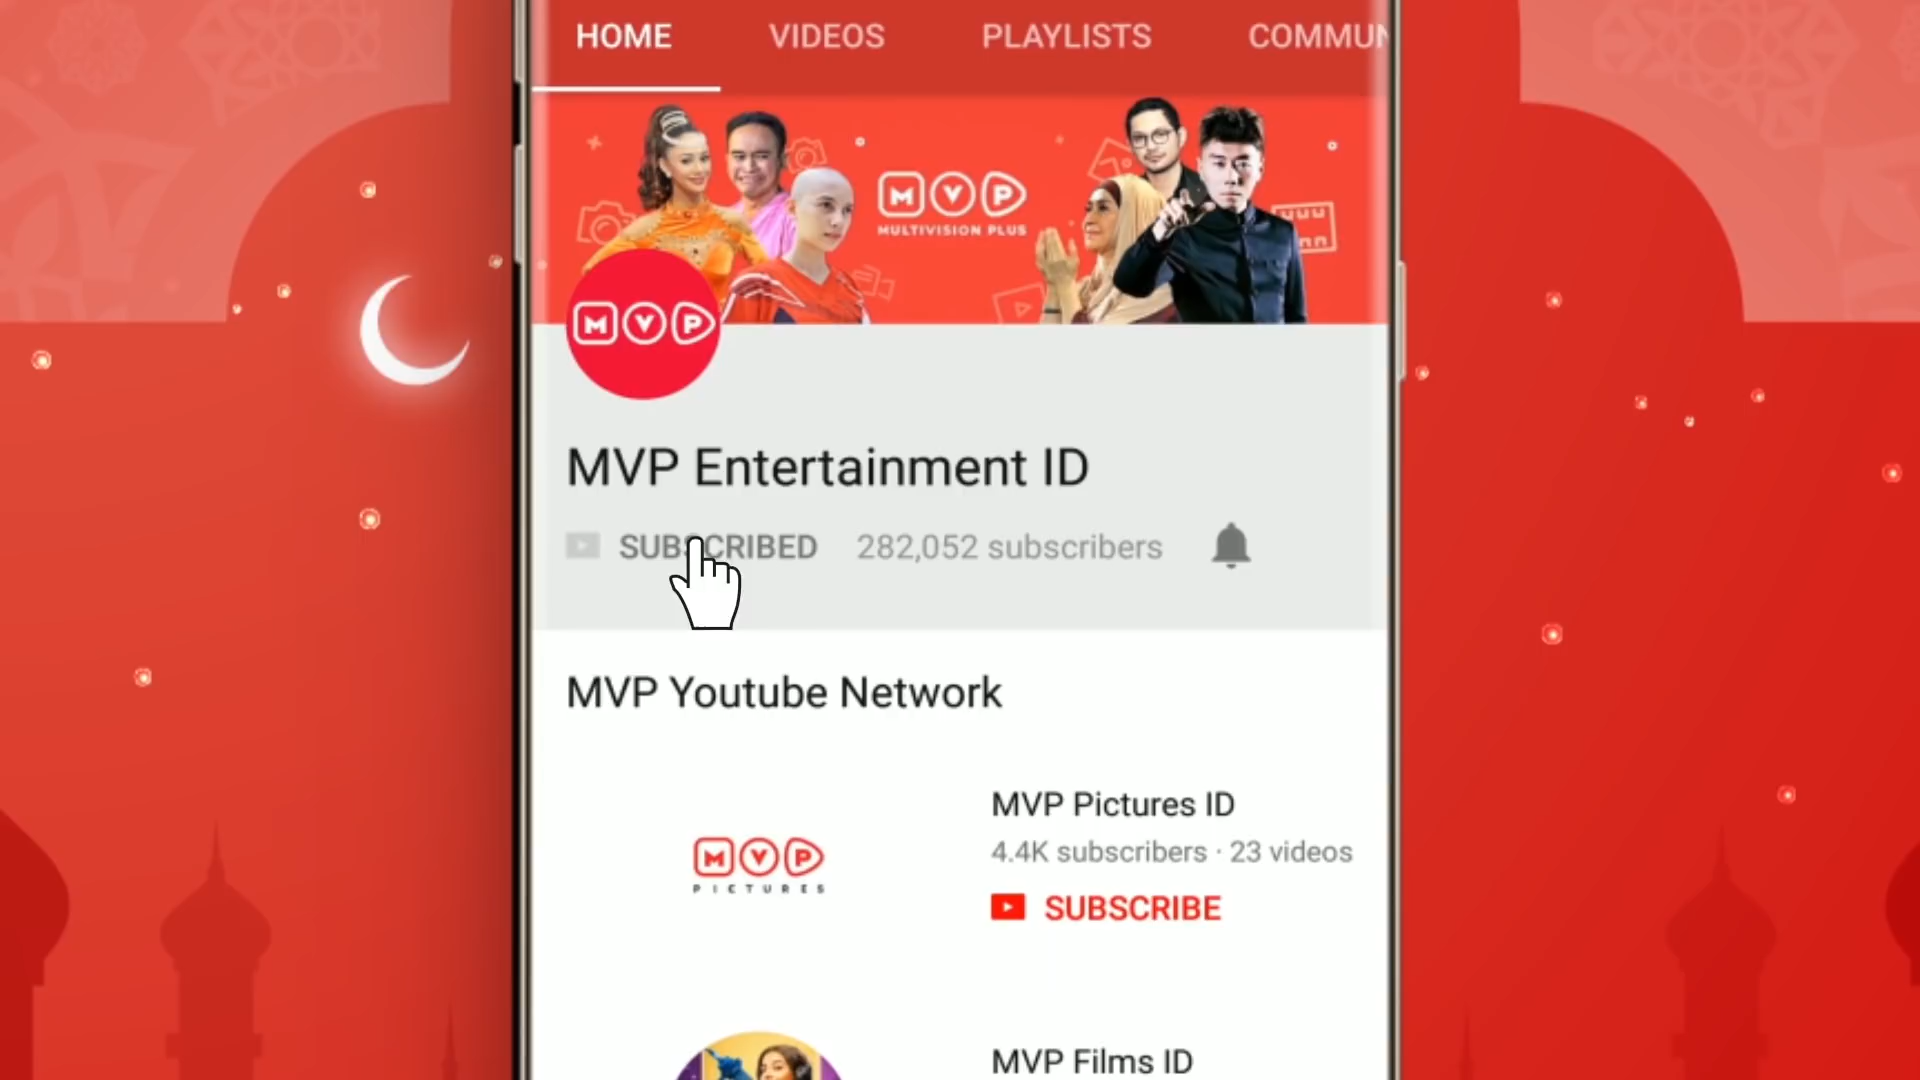 HOME VIDEOS PLAYLISTS COMMUN
MVP
MULTIVISION PLUS
MVP
MVP Entertainment ID
SUBSCRIBED 282,052 subscribers
MVP Youtube Network
MVP Pictures ID
4.4K subscribers · 23 videos
MVP
PICTURES
SUBSCRIBE
MVP Films ID